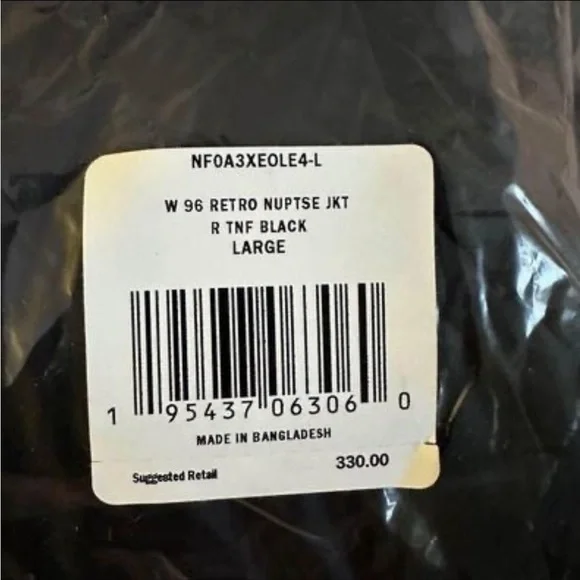 NF0A3XEOLE4-L
W 96 RETRO NUPTSE JKT
R TNF BLACK
LARGE
1 95437 06306 0
MADE IN BANGLADESH
Suggested Retail 330.00